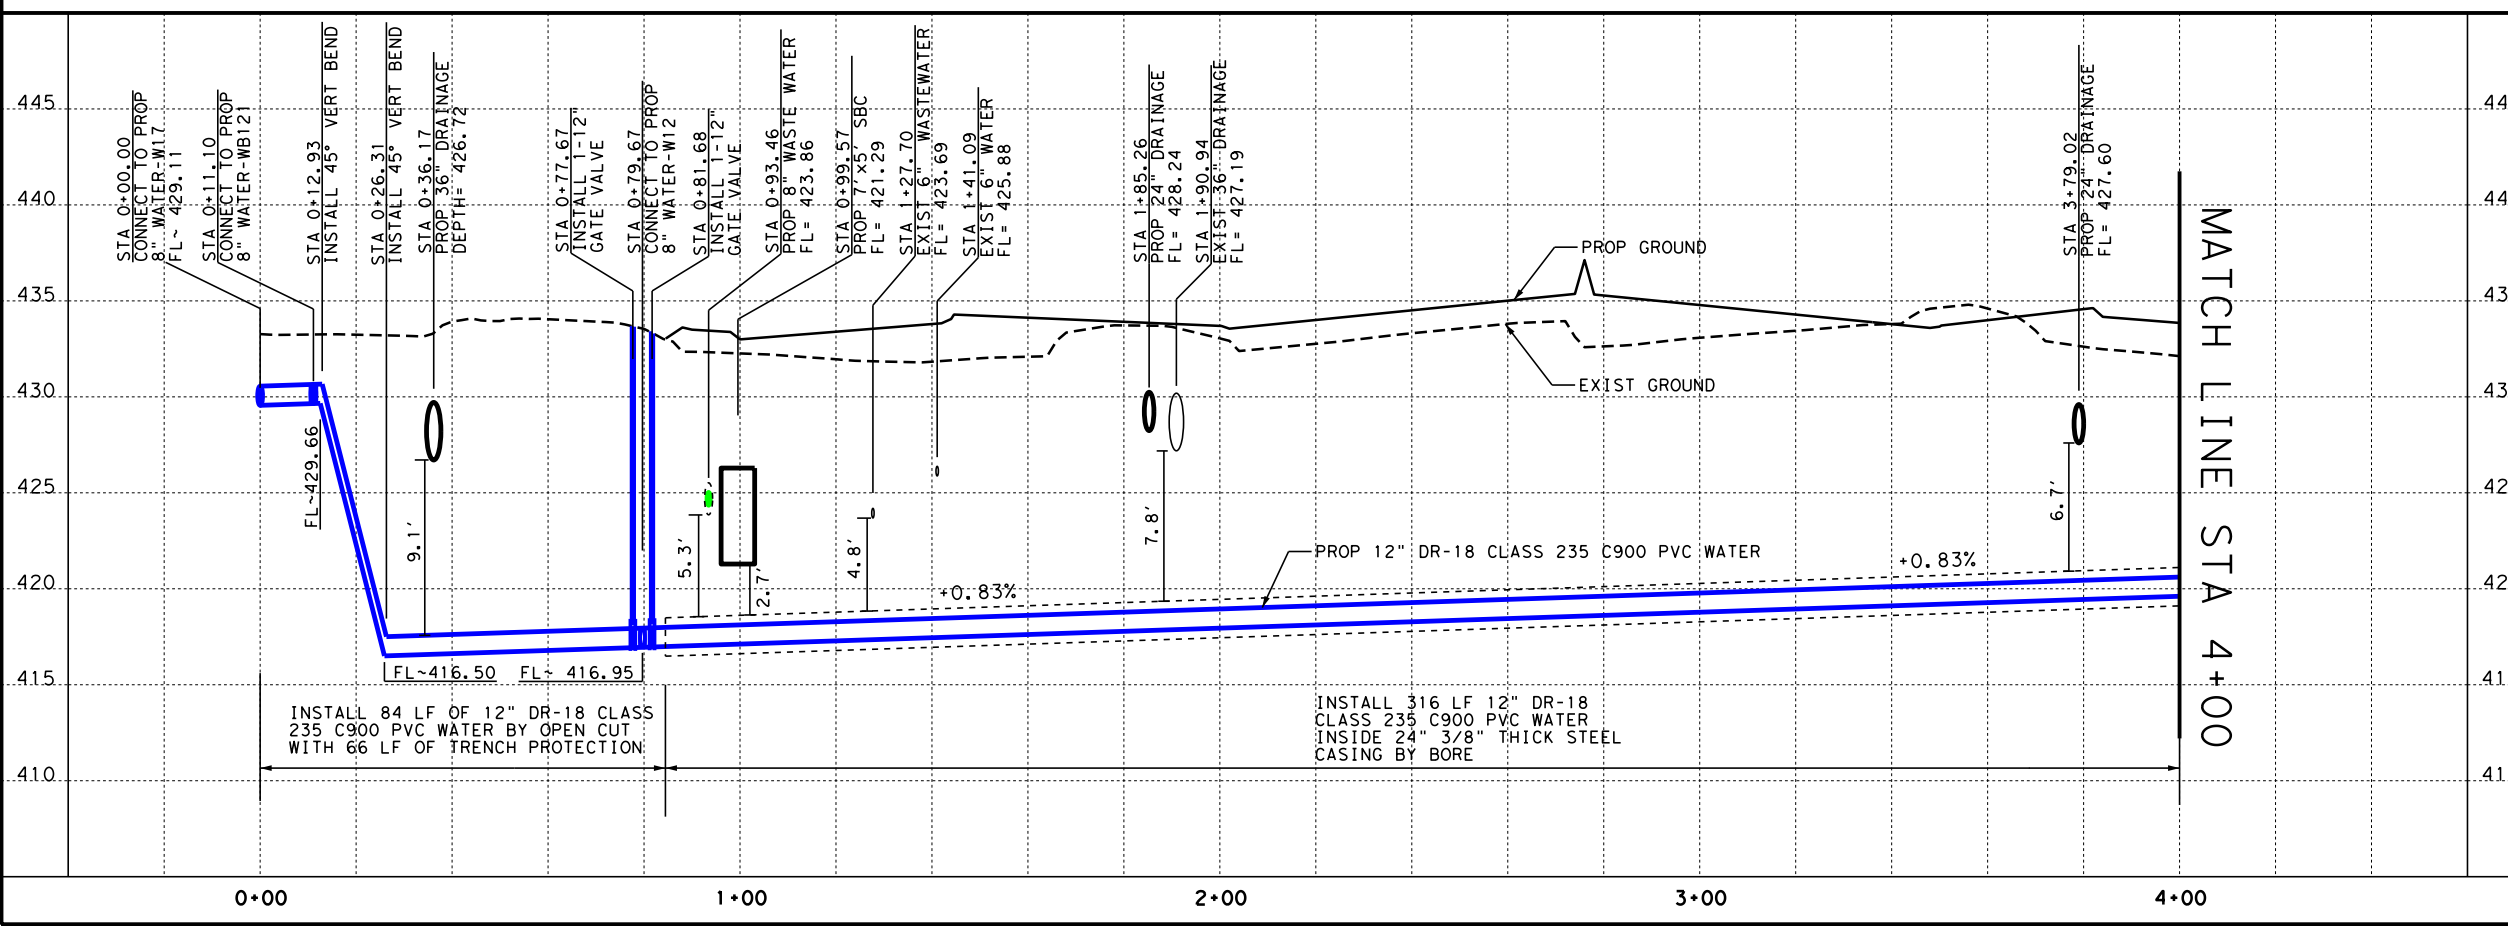 STA 0+00.00
CONNECT TO PROP
8" WATER-W17
FL~ 429.11
STA 0+11.10
CONNECT TO PROP
8" WATER-WB121
STA 0+12.93
INSTALL 45° VERT BEND
STA 0+26.31
INSTALL 45° VERT BEND
STA 0+36.17
PROP 36" DRAINAGE
DEPTH= 426.72
STA 0+77.67
INSTALL 1-12"
GATE VALVE
STA 0+79.67
CONNECT TO PROP
8" WATER-W12
STA 0+81.68
INSTALL 1-12"
GATE VALVE
STA 0+93.46
PROP 8" WASTE WATER
FL= 423.86
STA 0+99.57
PROP 7'x5' SBC
FL= 421.29
STA 1+27.70
EXIST 6" WASTEWATER
FL= 423.69
STA 1+41.09
EXIST 6" WATER
FL= 425.88
STA 1+85.26
PROP 24" DRAINAGE
FL= 428.24
STA 1+90.94
EXIST 36" DRAINAGE
FL= 427.19
STA 3+79.02
PROP 24" DRAINAGE
FL= 427.60
445
440
435
430
425
420
415
410
44
44
43
43
42
42
41
41
PROP GROUND
EXIST GROUND
MATCH LINE STA 4+00
FL~429.66
9.1'
5.3'
2.7'
4.8'
7.8'
6.7'
PROP 12" DR-18 CLASS 235 C900 PVC WATER
+0.83%
+0.83%
FL~416.50
FL~ 416.95
INSTALL 84 LF OF 12" DR-18 CLASS
235 C900 PVC WATER BY OPEN CUT
WITH 66 LF OF TRENCH PROTECTION
INSTALL 316 LF 12" DR-18
CLASS 235 C900 PVC WATER
INSIDE 24" 3/8" THICK STEEL
CASING BY BORE
0+00
1+00
2+00
3+00
4+00